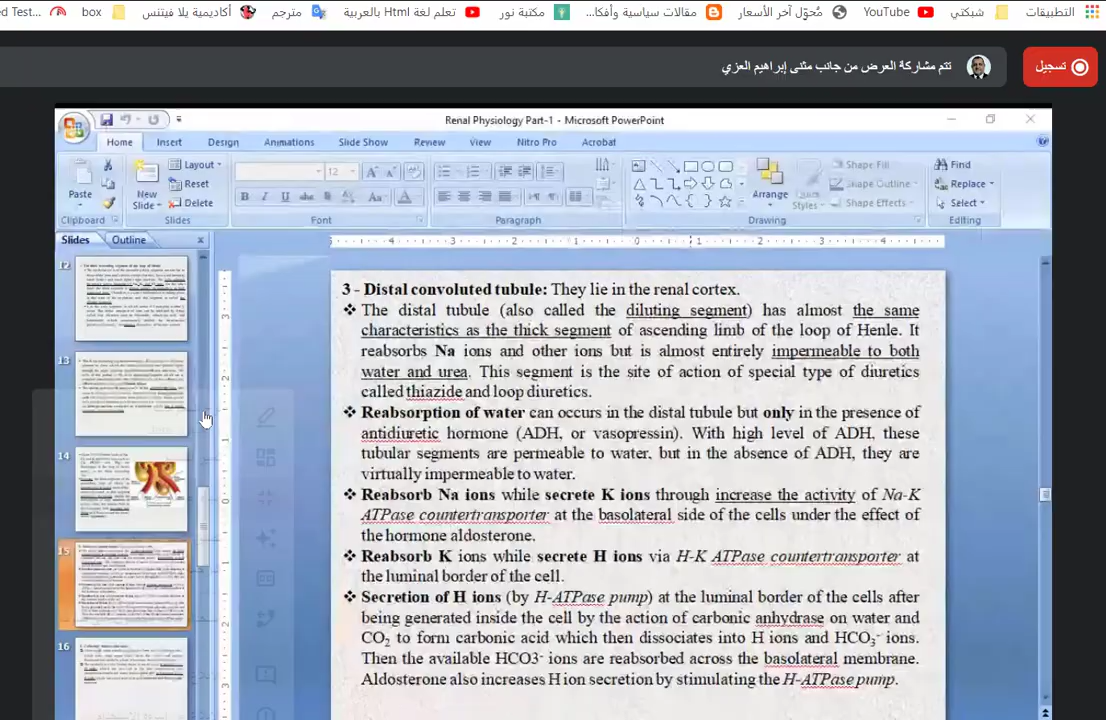 ed Test... box أكاديمية يلا فيتنس مترجم تعلم لغة Html بالعربية مكتبة نور مقالات سياسية وأفكا... مُحوّل آخر الأسعار شبكتي YouTube التطبيقات
تتم مشاركة العرض من جانب مثنى إبراهيم العزي
تسجيل
Renal Physiology Part-1 - Microsoft PowerPoint
Home Insert Design Animations Slide Show Review View Nitro Pro Acrobat
Layout
Reset
Delete
Paste
New
Slide
12
Arrange
Quick
Styles
Shape Fill
Shape Outline
Shape Effects
Find
Replace
Select
Clipboard Slides Font Paragraph Drawing Editing
Slides Outline
12
13
14
15
16
3 - Distal convoluted tubule: They lie in the renal cortex.
❖ The distal tubule (also called the diluting segment) has almost the same
characteristics as the thick segment of ascending limb of the loop of Henle. It
reabsorbs Na ions and other ions but is almost entirely impermeable to both
water and urea. This segment is the site of action of special type of diuretics
called thiazide and loop diuretics.
❖ Reabsorption of water can occurs in the distal tubule but only in the presence of
antidiuretic hormone (ADH, or vasopressin). With high level of ADH, these
tubular segments are permeable to water, but in the absence of ADH, they are
virtually impermeable to water.
❖ Reabsorb Na ions while secrete K ions through increase the activity of Na-K
ATPase countertransporter at the basolateral side of the cells under the effect of
the hormone aldosterone.
❖ Reabsorb K ions while secrete H ions via H-K ATPase countertransporter at
the luminal border of the cell.
❖ Secretion of H ions (by H-ATPase pump) at the luminal border of the cells after
being generated inside the cell by the action of carbonic anhydrase on water and
CO₂ to form carbonic acid which then dissociates into H ions and HCO₃⁻ ions.
Then the available HCO3⁻ ions are reabsorbed across the basolateral membrane.
Aldosterone also increases H ion secretion by stimulating the H-ATPase pump.